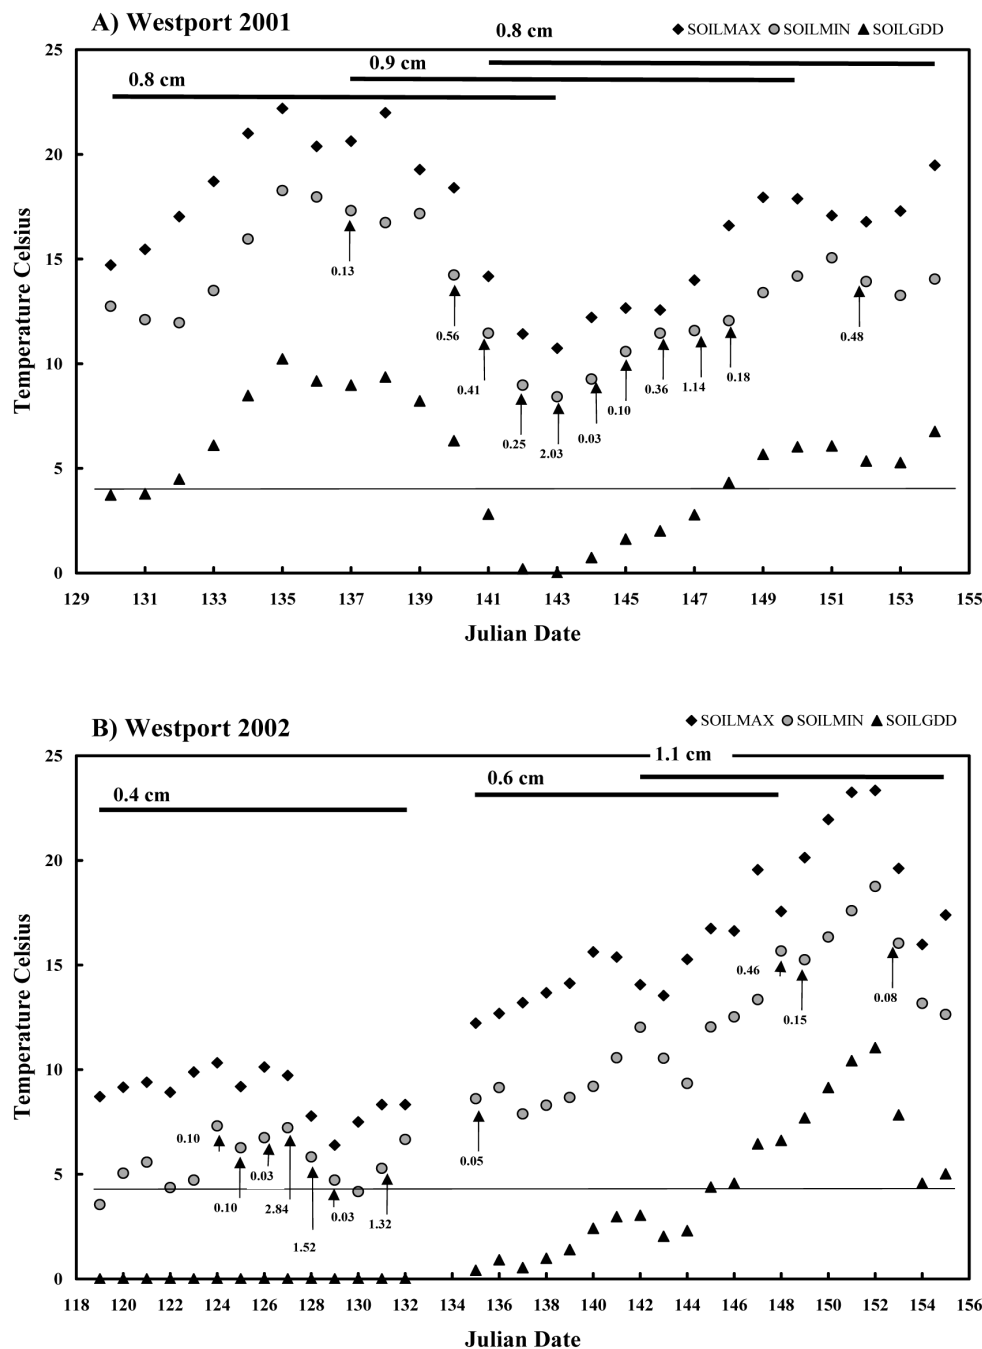 A) Westport 2001
◆ SOILMAX ● SOILMIN ▲ SOILGDD
0.8 cm
0.9 cm
0.8 cm
25
20
15
10
5
0
Temperature Celsius
0.13
0.56
0.41
0.25
2.03
0.03
0.10
0.36
1.14
0.18
0.48
129 131 133 135 137 139 141 143 145 147 149 151 153 155
Julian Date
B) Westport 2002
◆ SOILMAX ● SOILMIN ▲ SOILGDD
1.1 cm
0.6 cm
0.4 cm
25
20
15
10
5
0
Temperature Celsius
0.10
0.10
0.03
2.84
1.52
0.03
1.32
0.05
0.46
0.15
0.08
118 120 122 124 126 128 130 132 134 136 138 140 142 144 146 148 150 152 154 156
Julian Date